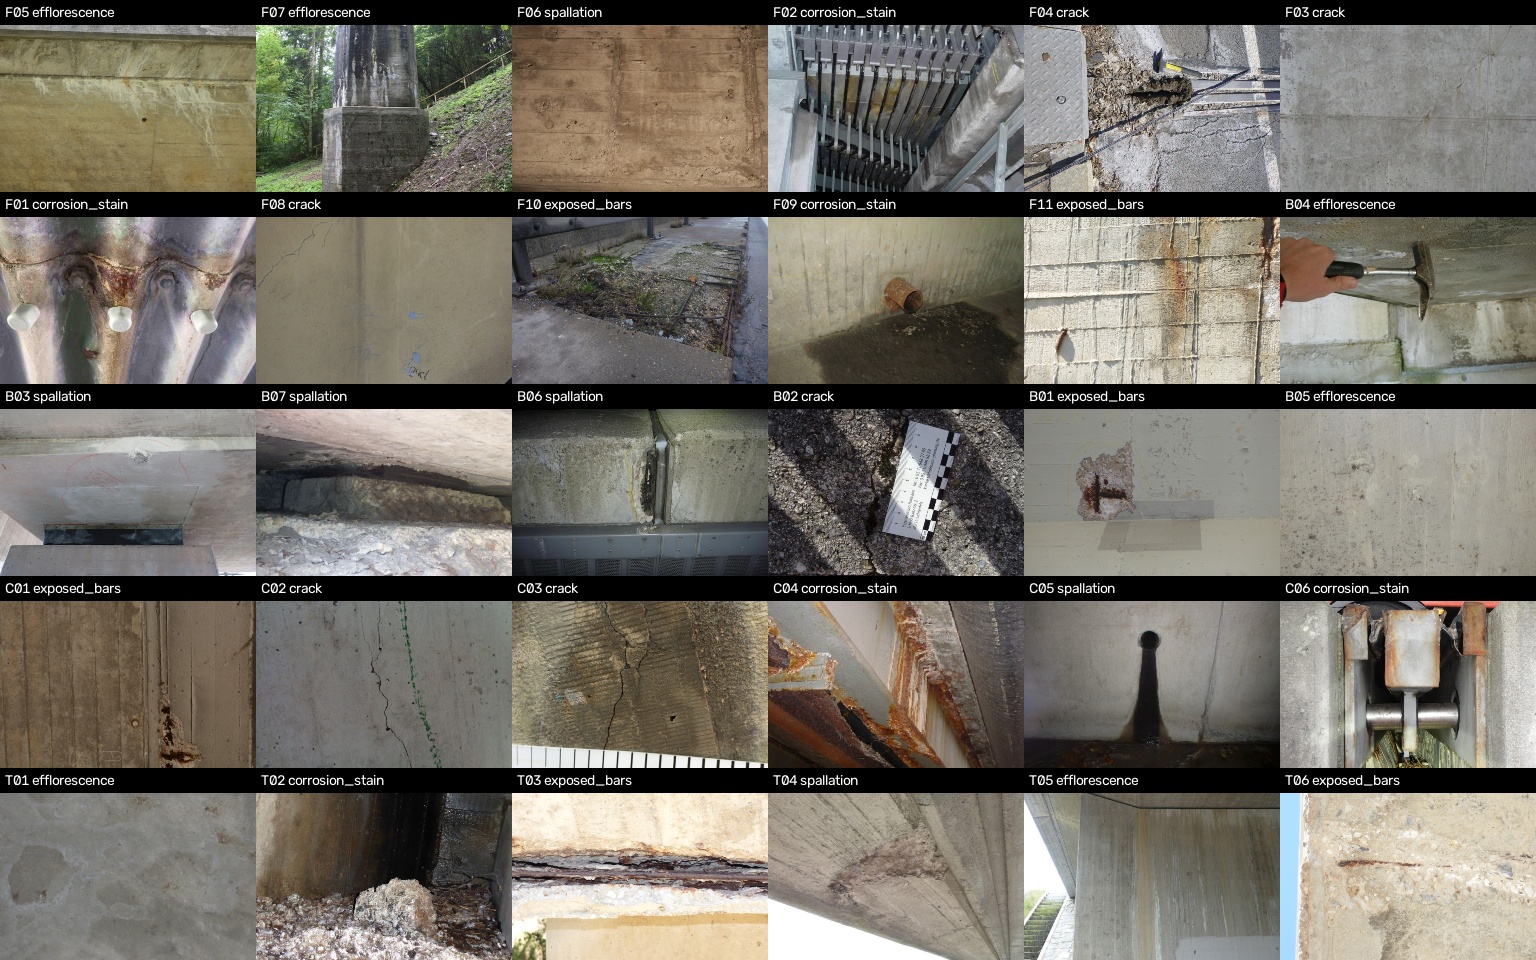 F05 efflorescence
F07 efflorescence
F06 spallation
F02 corrosion_stain
F04 crack
F03 crack
F01 corrosion_stain
F08 crack
F10 exposed_bars
F09 corrosion_stain
F11 exposed_bars
B04 efflorescence
B03 spallation
B07 spallation
B06 spallation
B02 crack
B01 exposed_bars
B05 efflorescence
C01 exposed_bars
C02 crack
C03 crack
C04 corrosion_stain
C05 spallation
C06 corrosion_stain
T01 efflorescence
T02 corrosion_stain
T03 exposed_bars
T04 spallation
T05 efflorescence
T06 exposed_bars